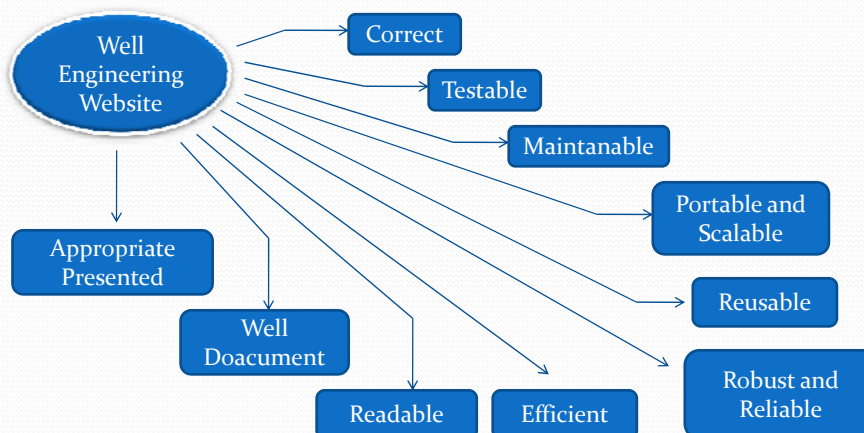 Well
Engineering
Website
Correct
Testable
Maintanable
Portable and
Scalable
Appropriate
Presented
Reusable
Well
Doacument
Robust and
Reliable
Readable
Efficient